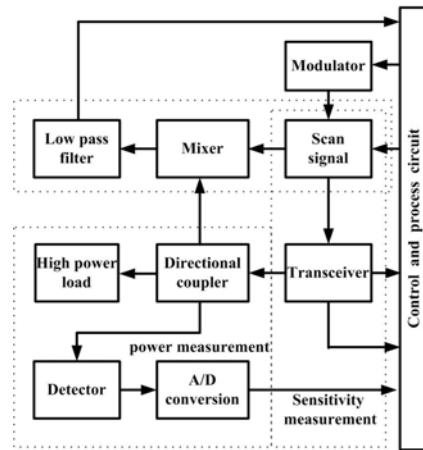 Modulator
Low pass
filter
Mixer
Scan
signal
High power
load
Directional
coupler
Transceiver
power measurement
Detector
A/D
conversion
Sensitivity
measurement
Control and process circuit